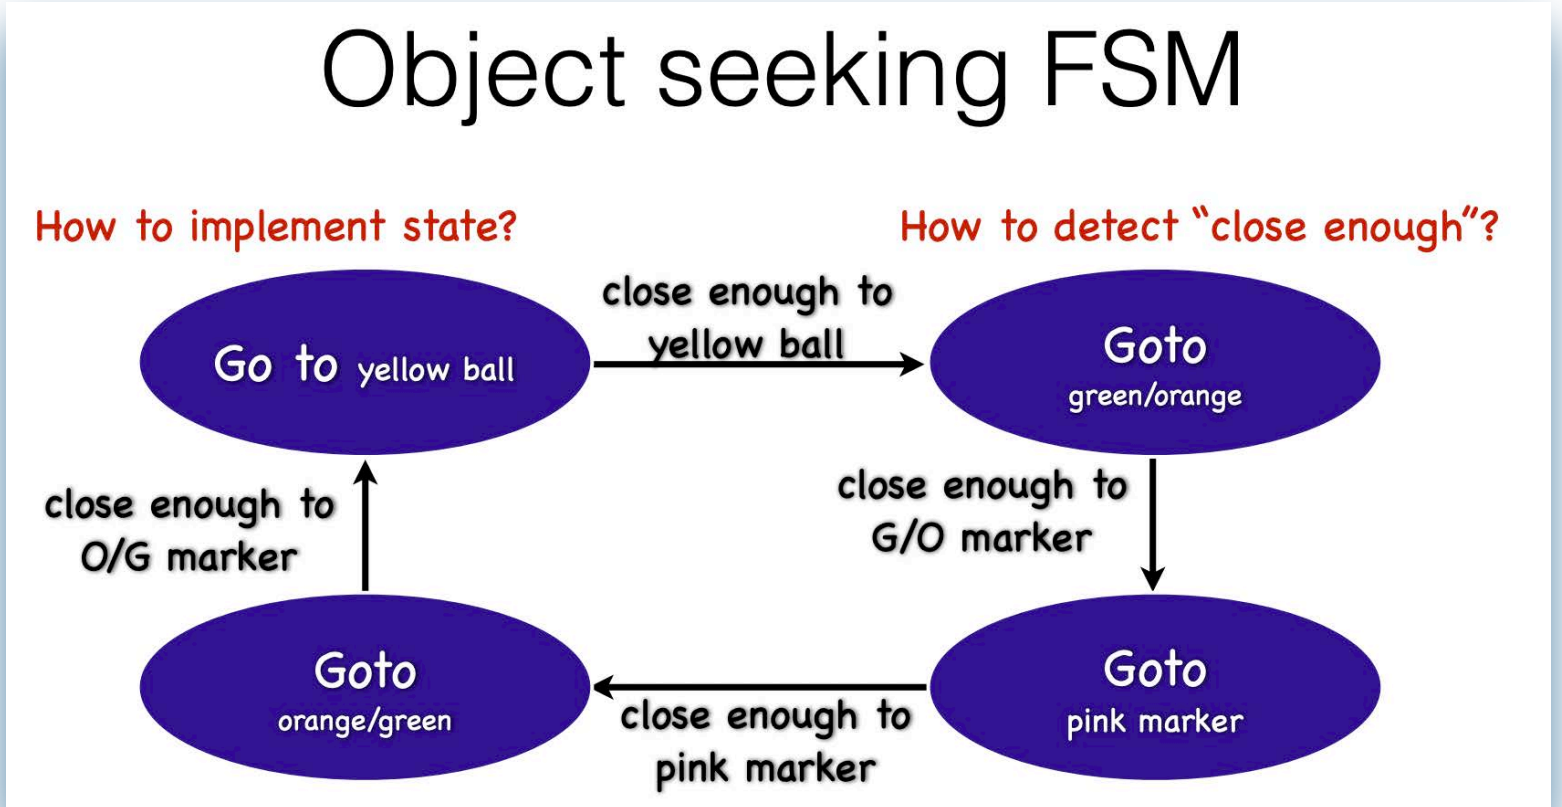 Object seeking FSM
How to implement state?
How to detect “close enough”?
Go to yellow ball
close enough to
yellow ball
Goto
green/orange
close enough to
O/G marker
close enough to
G/O marker
Goto
orange/green
close enough to
pink marker
Goto
pink marker